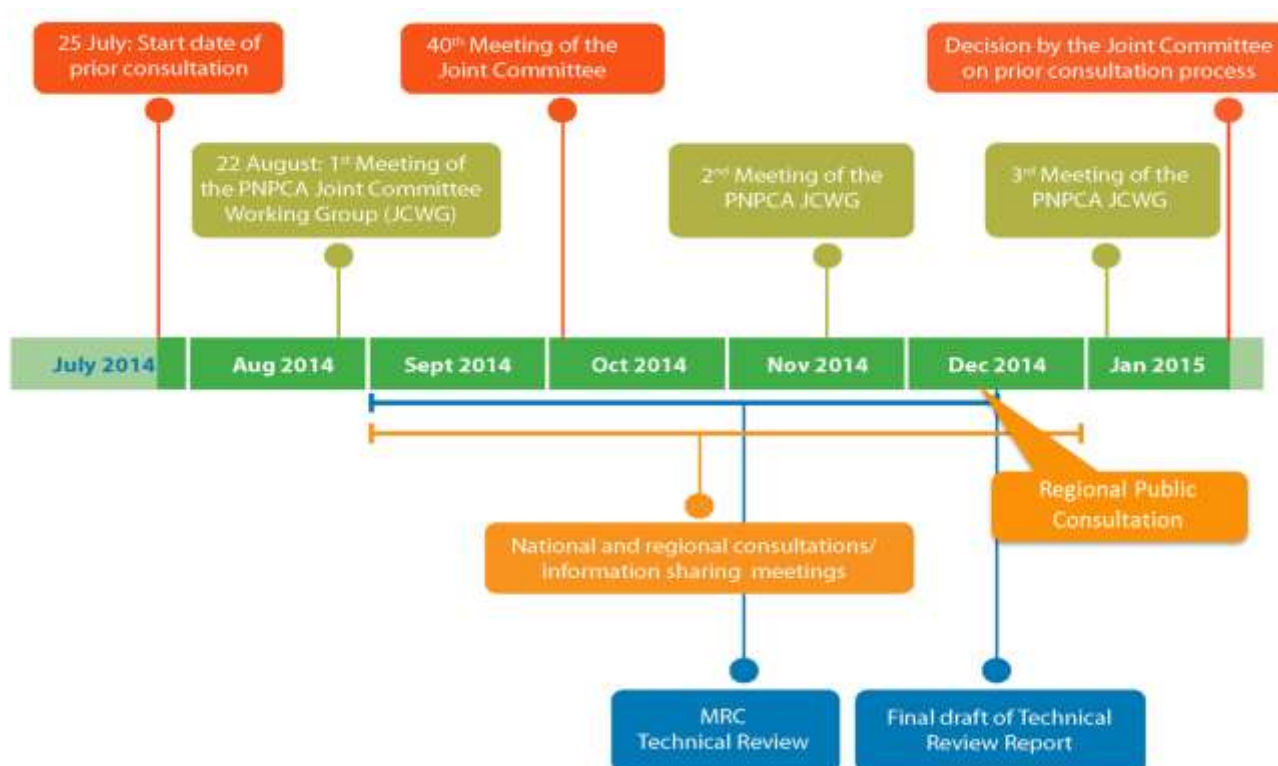 25 July: Start date of
prior consultation
40th Meeting of the
Joint Committee
Decision by the Joint Committee
on prior consultation process
22 August: 1st Meeting of
the PNPCA Joint Committee
Working Group (JCWG)
2nd Meeting of the
PNPCA JCWG
3rd Meeting of the
PNPCA JCWG
July 2014
Aug 2014
Sept 2014
Oct 2014
Nov 2014
Dec 2014
Jan 2015
Regional Public
Consultation
National and regional consultations/
information sharing meetings
MRC
Technical Review
Final draft of Technical
Review Report